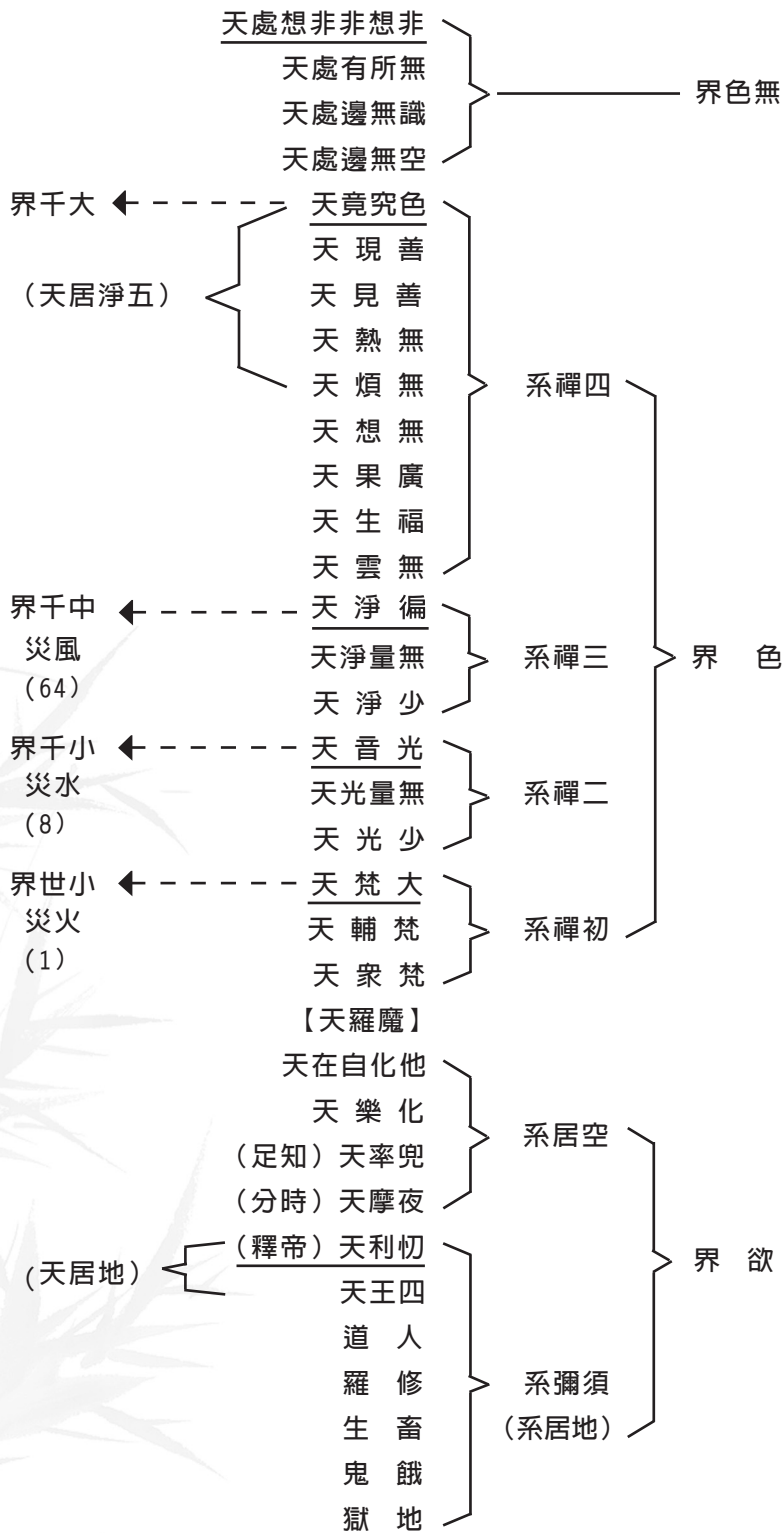 非想非非想處天
無所有處天
無色界
識無邊處天
空無邊處天
色究竟天
大千界
善現天
善見天
(五淨居天)
無熱天
四禪系
無煩天
無想天
廣果天
福生天
無雲天
徧淨天
中千界
色界
三禪系
無量淨天
風災
(64)
少淨天
光音天
小千界
二禪系
無量光天
水災
(8)
少光天
大梵天
小世界
初禪系
梵輔天
火災
(1)
梵眾天
【魔羅天】
他化自在天
空居系
化樂天
兜率天(知足)
夜摩天(時分)
忉利天(帝釋)
欲界
(地居天)
四王天
人道
須彌系
修羅
(地居系)
畜生
餓鬼
地獄